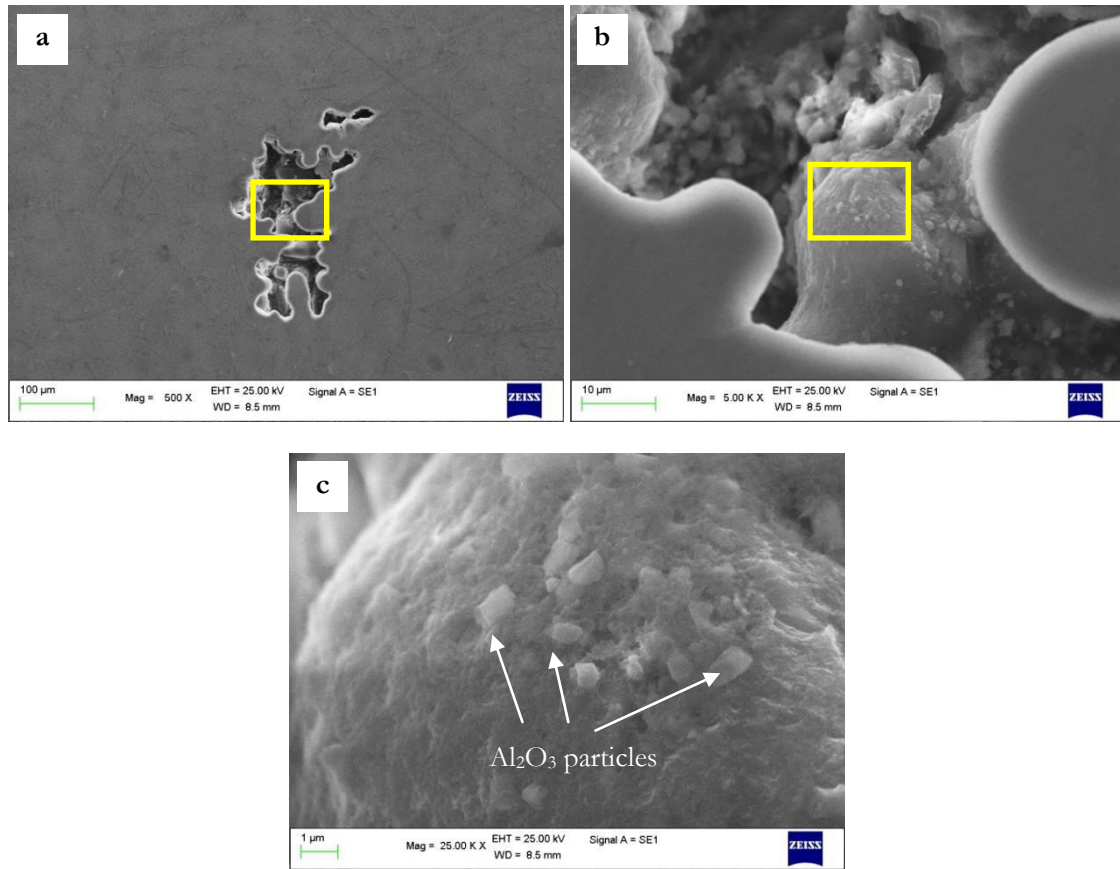 a
100 µm
Mag = 500 X
EHT = 25.00 kV
WD = 8.5 mm
Signal A = SE1
ZEISS
b
10 µm
Mag = 5.00 K X
EHT = 25.00 kV
WD = 8.5 mm
Signal A = SE1
ZEISS
c
Al₂O₃ particles
1 µm
Mag = 25.00 K X
EHT = 25.00 kV
WD = 8.5 mm
Signal A = SE1
ZEISS